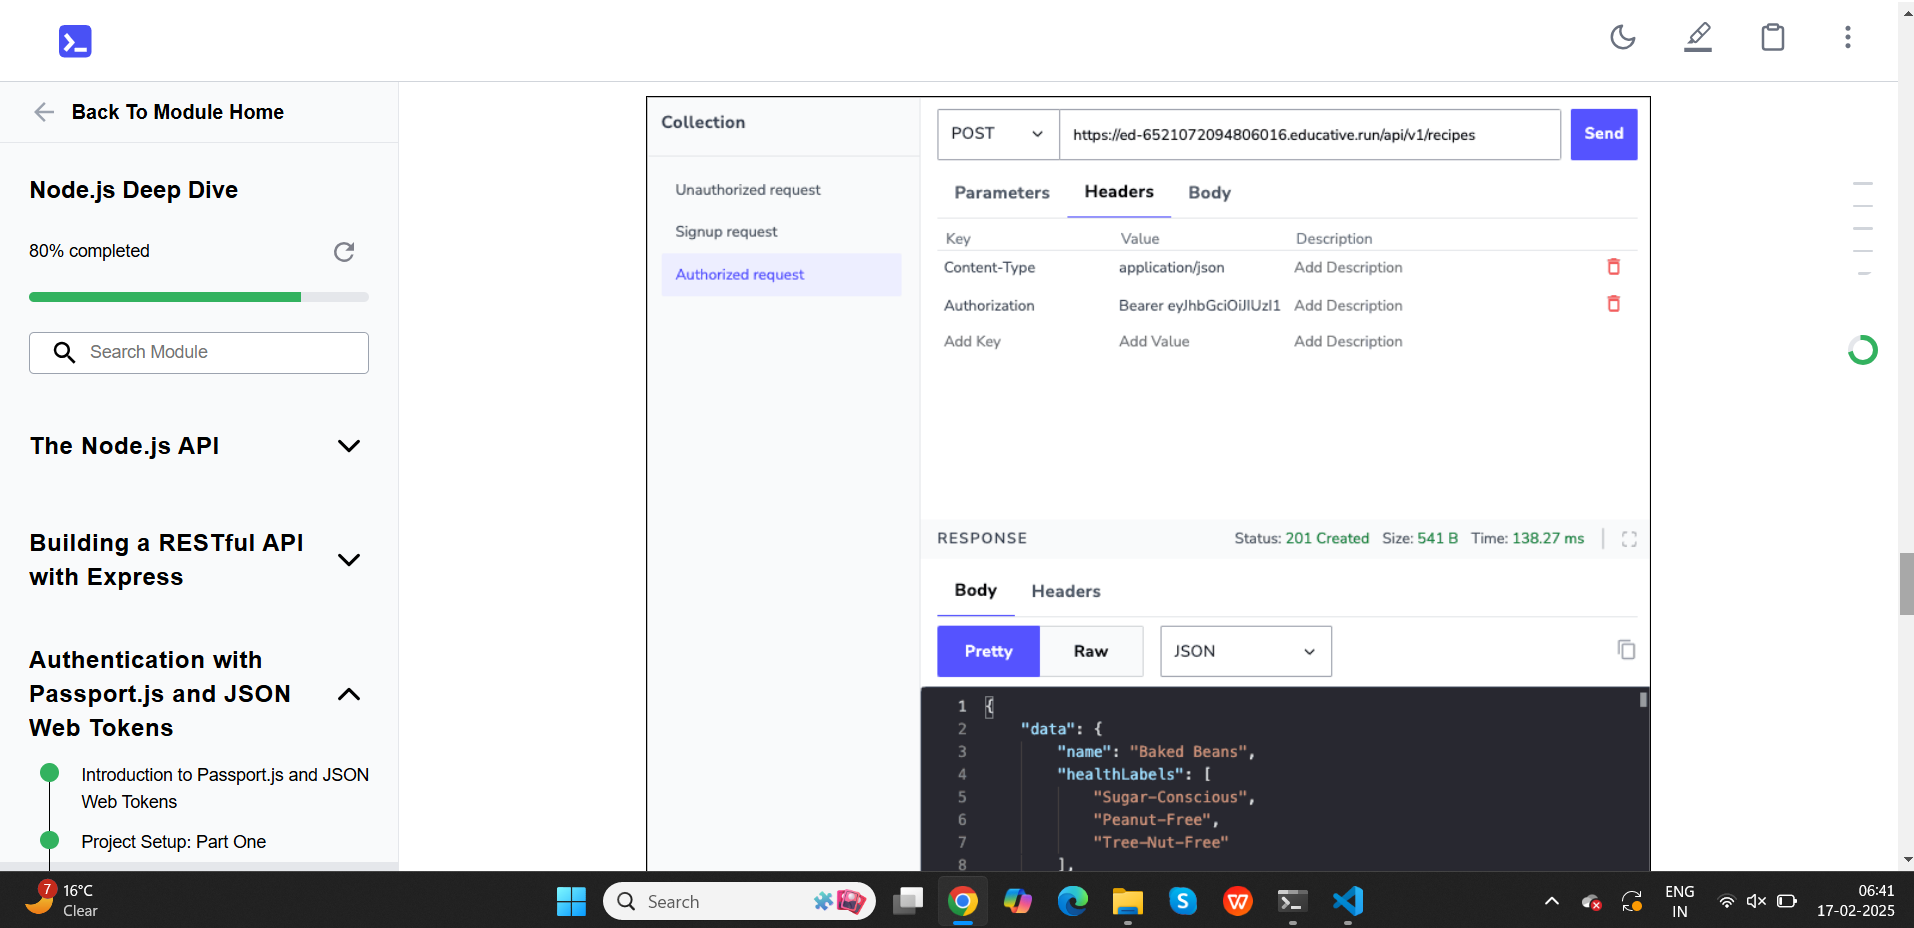 Back To Module Home
Node.js Deep Dive
80% completed
Search Module
The Node.js API
Building a RESTful API
with Express
Authentication with
Passport.js and JSON
Web Tokens
Introduction to Passport.js and JSON
Web Tokens
Project Setup: Part One
Collection
Unauthorized request
Signup request
Authorized request
POST
https://ed-6521072094806016.educative.run/api/v1/recipes
Send
Parameters Headers Body
Key Value Description
Content-Type application/json Add Description
Authorization Bearer eyJhbGciOiJIUzI1 Add Description
Add Key Add Value Add Description
RESPONSE Status: 201 Created Size: 541 B Time: 138.27 ms
Body Headers
Pretty Raw JSON
1 {
2 "data": {
3 "name": "Baked Beans",
4 "healthLabels": [
5 "Sugar-Conscious",
6 "Peanut-Free",
7 "Tree-Nut-Free"
8 ],
7
16°C
Clear
Search
ENG
IN
06:41
17-02-2025